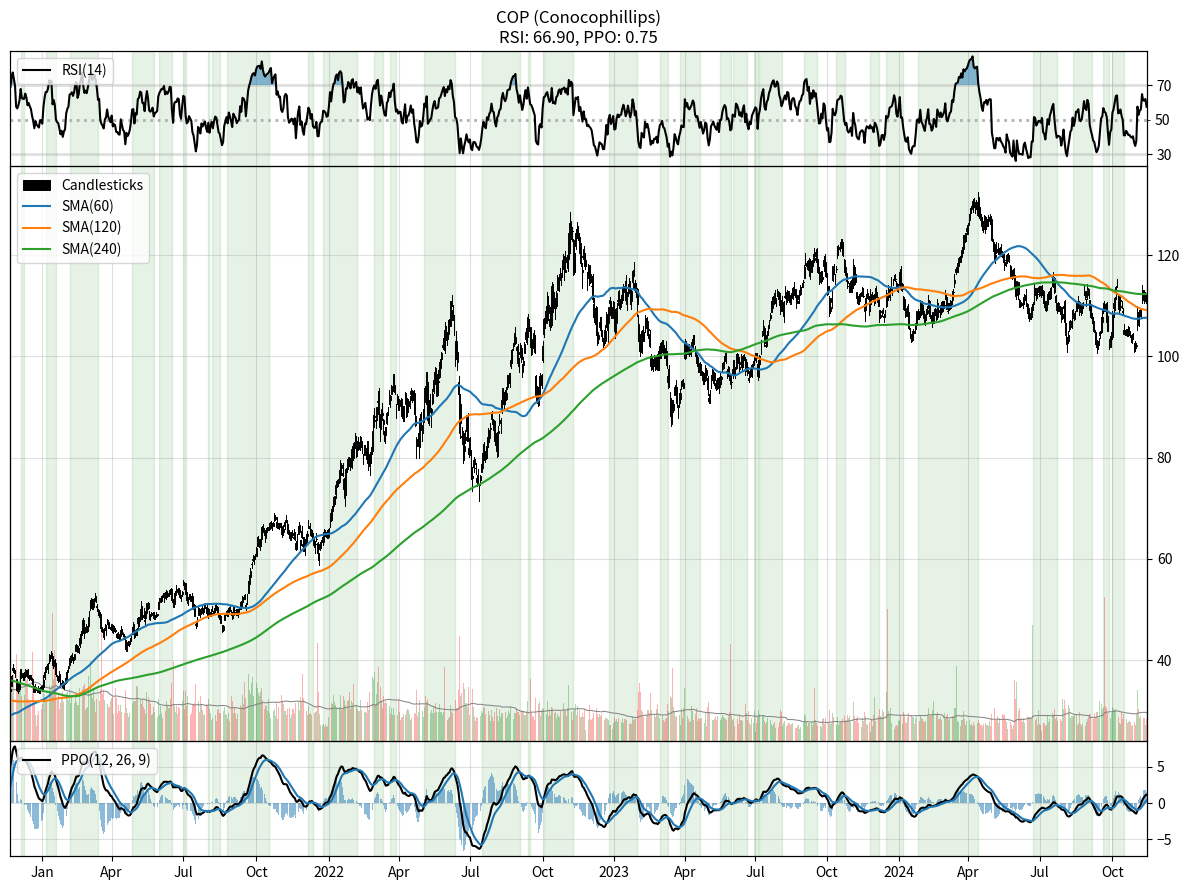 COP (Conocophillips)
RSI: 66.90, PPO: 0.75
RSI(14)
70
50
30
Candlesticks
SMA(60)
SMA(120)
SMA(240)
120
100
80
60
40
PPO(12, 26, 9)
5
0
−5
Jan Apr Jul Oct 2022 Apr Jul Oct 2023 Apr Jul Oct 2024 Apr Jul Oct